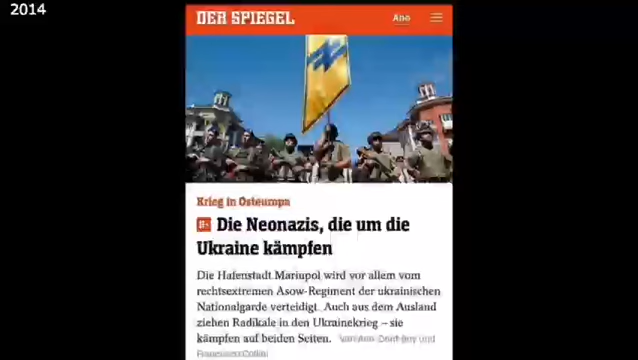 2014
DER SPIEGEL
Abo
Krieg in Osteuropa
S+ Die Neonazis, die um die
Ukraine kämpfen
Die Hafenstadt Mariupol wird vor allem vom
rechtsextremen Asow-Regiment der ukrainischen
Nationalgarde verteidigt. Auch aus dem Ausland
ziehen Radikale in den Ukrainekrieg – sie
kämpfen auf beiden Seiten. Von und